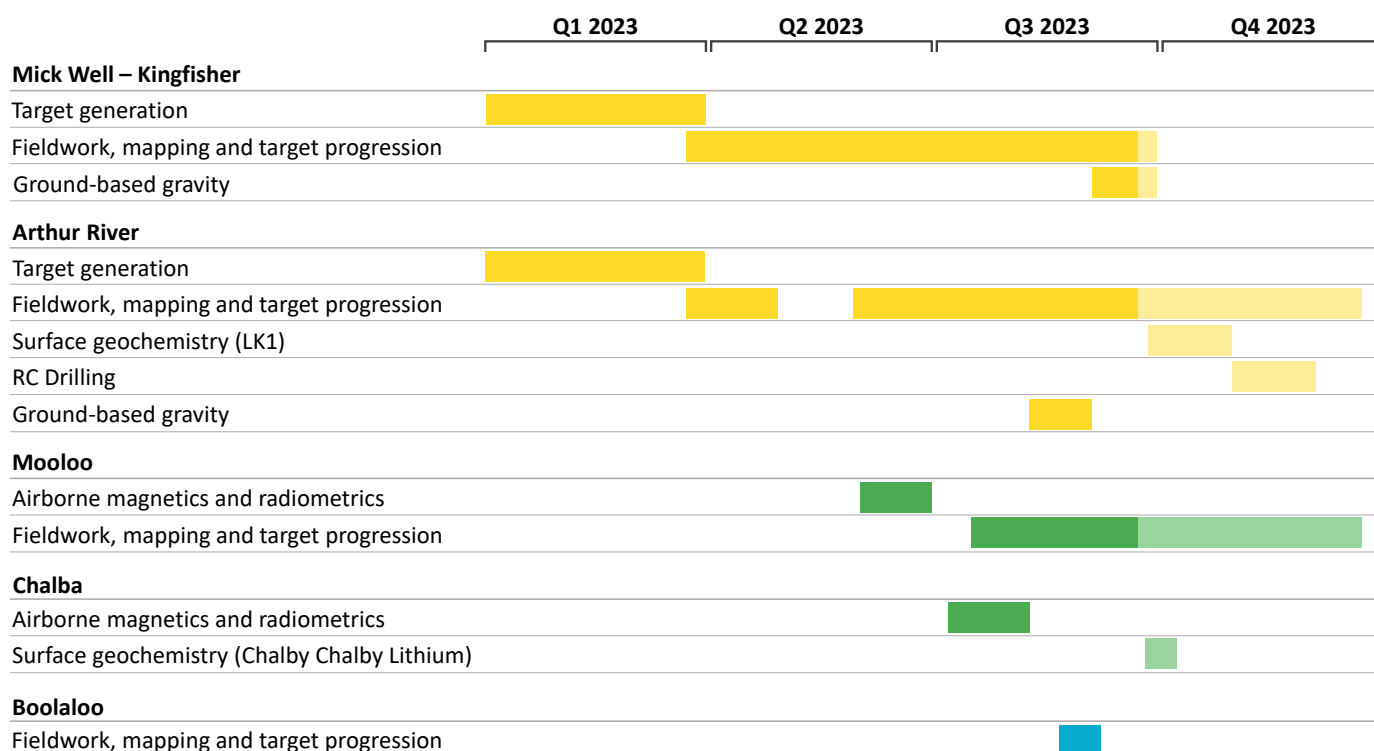 Q1 2023 Q2 2023 Q3 2023 Q4 2023
Mick Well – Kingfisher
Target generation
Fieldwork, mapping and target progression
Ground-based gravity
Arthur River
Target generation
Fieldwork, mapping and target progression
Surface geochemistry (LK1)
RC Drilling
Ground-based gravity
Mooloo
Airborne magnetics and radiometrics
Fieldwork, mapping and target progression
Chalba
Airborne magnetics and radiometrics
Surface geochemistry (Chalby Chalby Lithium)
Boolaloo
Fieldwork, mapping and target progression